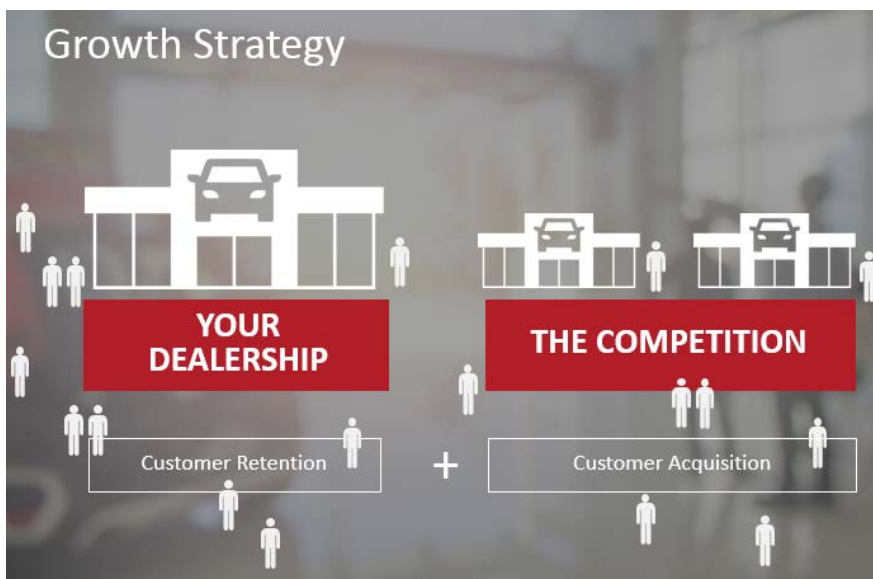 Growth Strategy
YOUR
DEALERSHIP
THE COMPETITION
Customer Retention
+
Customer Acquisition